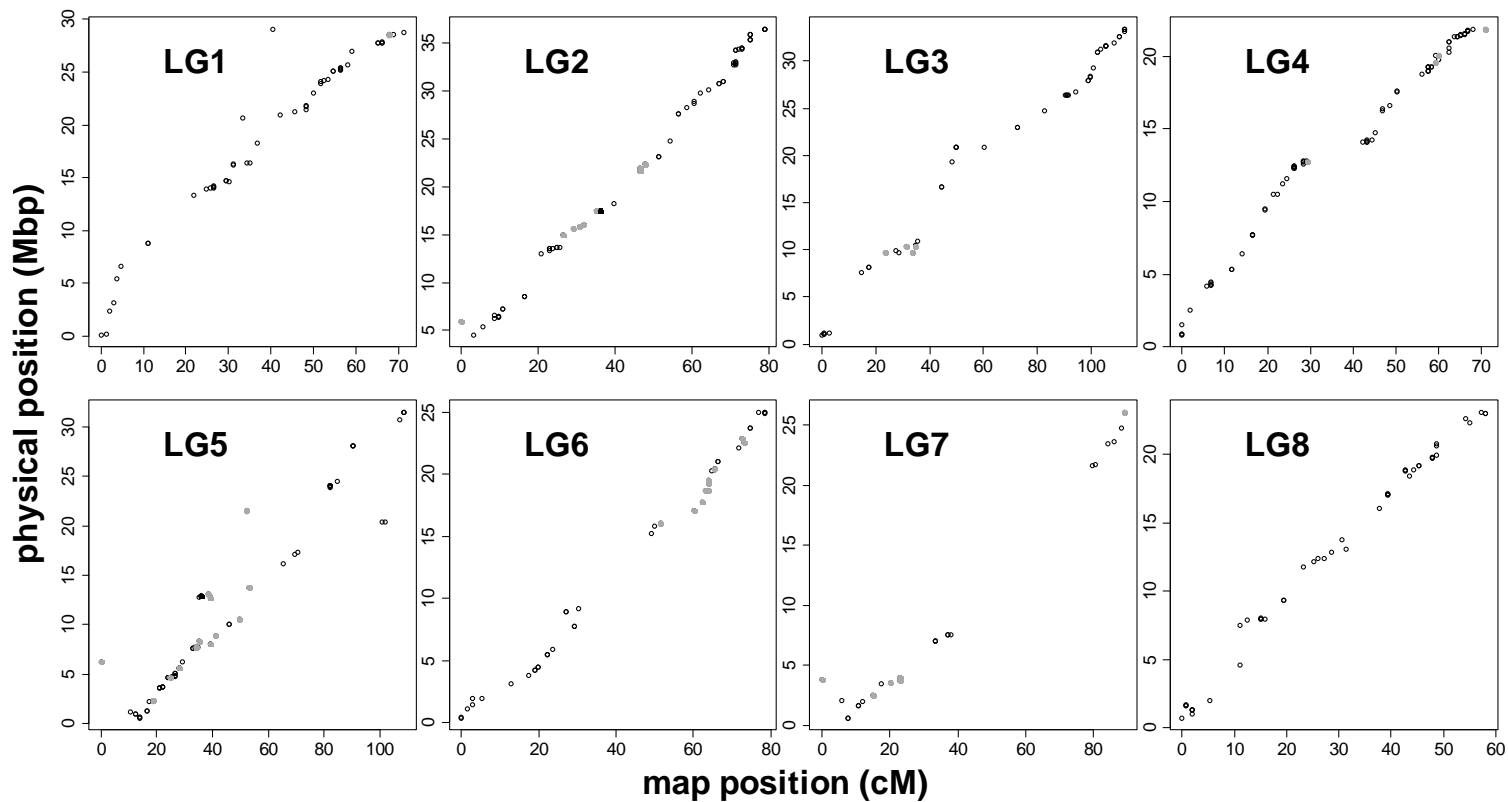 physical position (Mbp)
LG1
0 5 10 15 20 25 30
0 10 20 30 40 50 60 70
LG2
5 10 15 20 25 30 35
0 20 40 60 80
LG3
0 5 10 15 20 25 30
0 20 40 60 80 100
LG4
0 5 10 15 20
0 10 20 30 40 50 60 70
LG5
0 5 10 15 20 25 30
0 20 40 60 80 100
LG6
0 5 10 15 20 25
0 20 40 60 80
LG7
0 5 10 15 20 25
0 20 40 60 80
LG8
0 5 10 15 20
0 10 20 30 40 50 60
map position (cM)